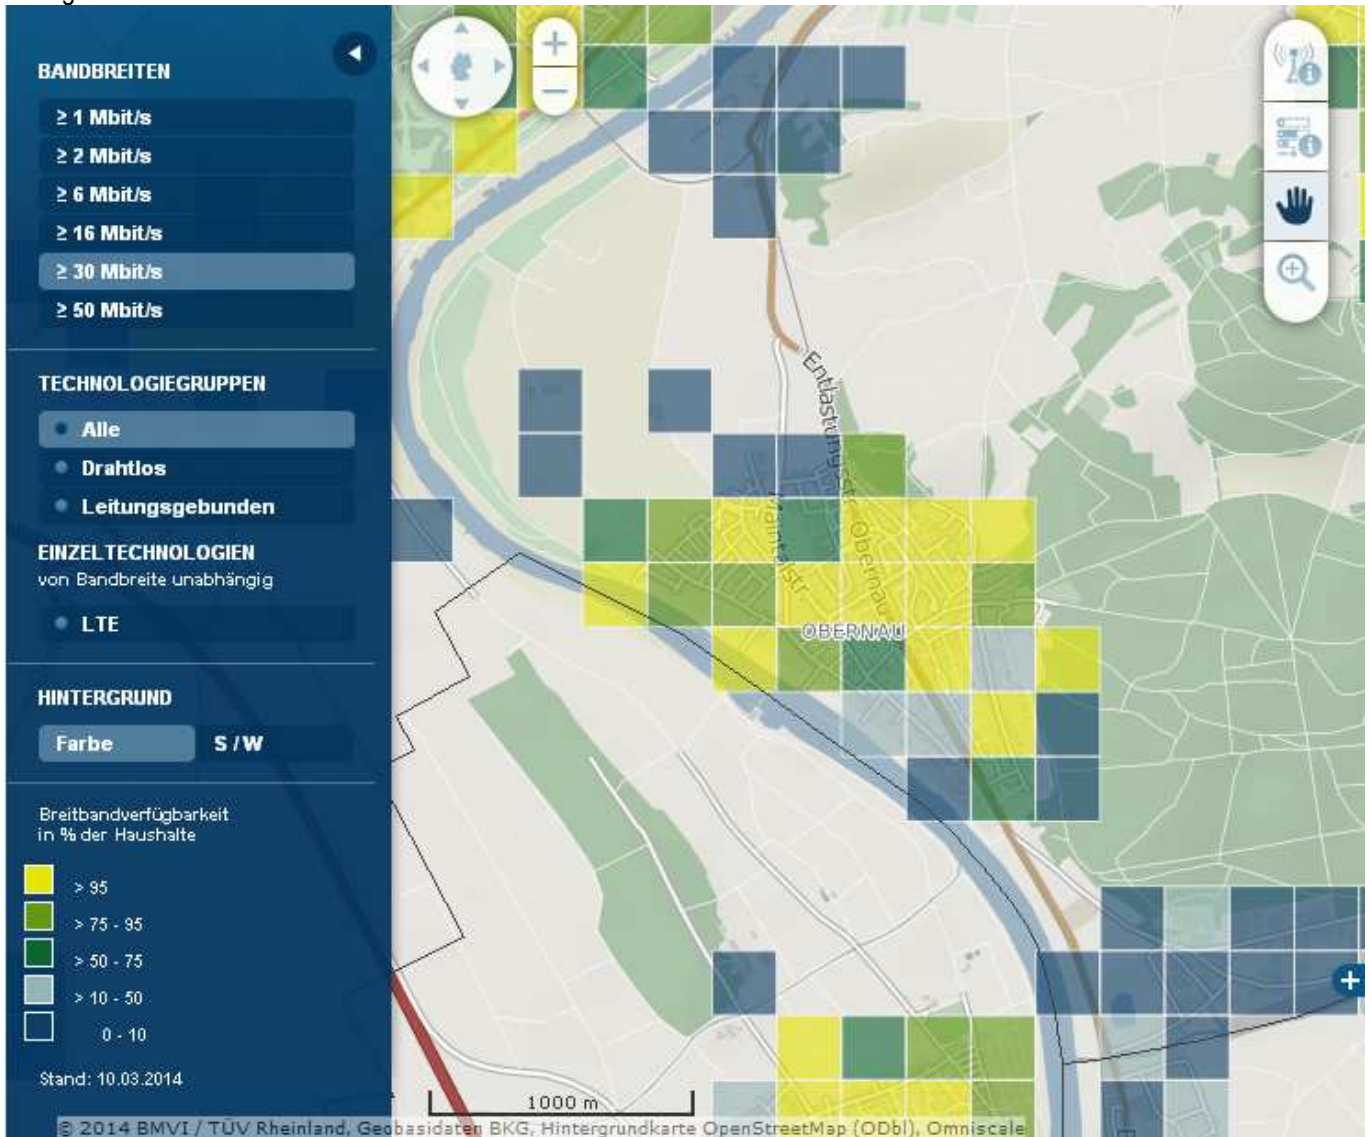 BANDBREITEN
≥ 1 Mbit/s
≥ 2 Mbit/s
≥ 6 Mbit/s
≥ 16 Mbit/s
≥ 30 Mbit/s
≥ 50 Mbit/s
TECHNOLOGIEGRUPPEN
Alle
Drahtlos
Leitungsgebunden
EINZELTECHNOLOGIEN
von Bandbreite unabhängig
LTE
HINTERGRUND
Farbe S / W
Breitbandverfügbarkeit
in % der Haushalte
> 95
> 75 - 95
> 50 - 75
> 10 - 50
0 - 10
Stand: 10.03.2014
Entlastungsstr. Obernau
Maintalstr
OBERNAU
1000 m
© 2014 BMVI / TÜV Rheinland, Geobasisdaten BKG, Hintergrundkarte OpenStreetMap (ODbl), Omniscale